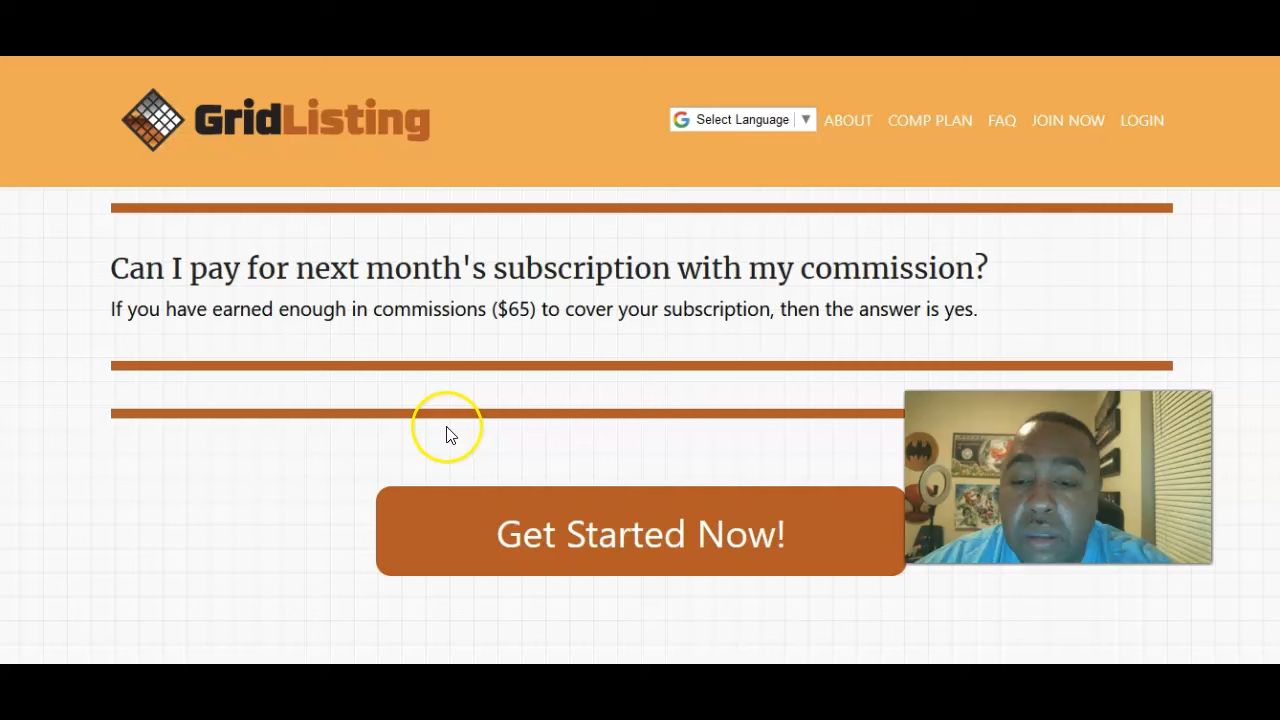 GridListing
Select Language ▼
ABOUT
COMP PLAN
FAQ
JOIN NOW
LOGIN
Can I pay for next month's subscription with my commission?
If you have earned enough in commissions ($65) to cover your subscription, then the answer is yes.
Get Started Now!